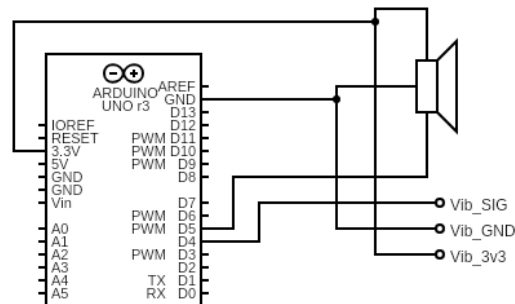 ARDUINO
UNO r3
AREF
GND
D13
IOREF
D12
RESET
PWM D11
3.3V
PWM D10
5V
PWM D9
GND
D8
GND
Vin
D7
PWM D6
A0
PWM D5
A1
D4
A2
PWM D3
A3
D2
A4
TX D1
A5
RX D0
Vib_SIG
Vib_GND
Vib_3v3